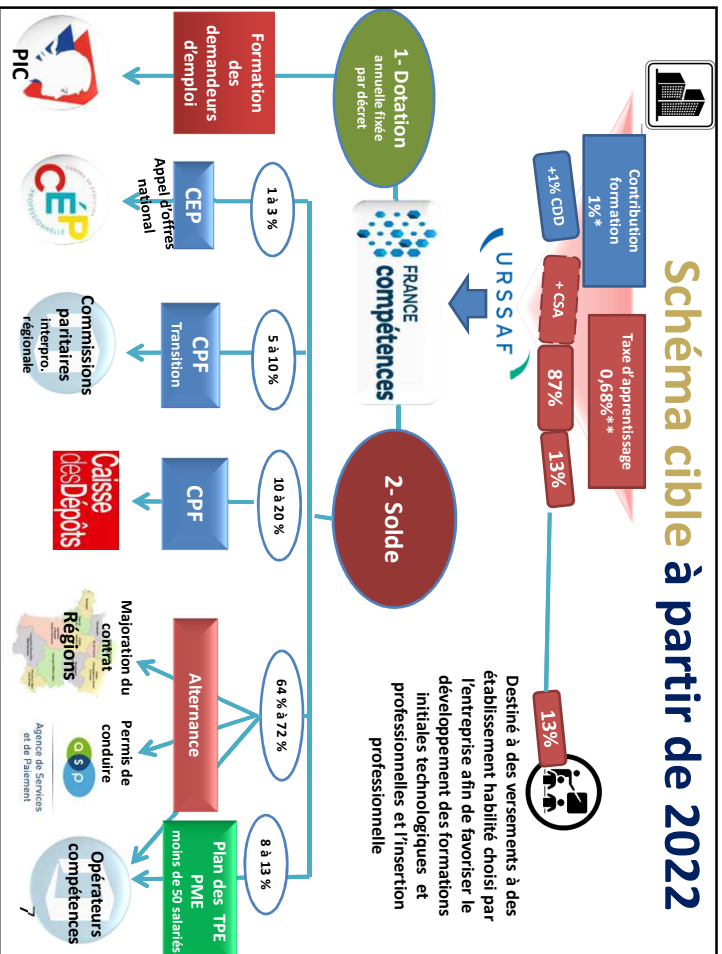 Schéma cible à partir de 2022
Contribution
formation
1%*
+1% CDD
Taxe d'apprentissage
0,68%**
+ CSA
87%
13%
13%
Destiné à des versements à des
établissement habilité choisi par
l'entreprise afin de favoriser le
développement des formations
initiales technologiques et
professionnelles et l'insertion
professionnelle
URSSAF
FRANCE
compétences
1- Dotation
annuelle fixée
par décret
2- Solde
Formation
des
demandeurs
d'emploi
PIC
1 à 3 %
CEP
Appel d'offres
national
CÉP
5 à 10 %
CPF
Transition
Commissions
paritaires
interpro.
régionale
10 à 20 %
CPF
Caisse
des Dépôts
64 % à 72 %
Alternance
Majoration du
contrat
Régions
Permis de
conduire
asp
Agence de Services
et de Paiement
8 à 13 %
Plan des TPE
PME
moins de 50 salariés
Opérateurs
compétences
7